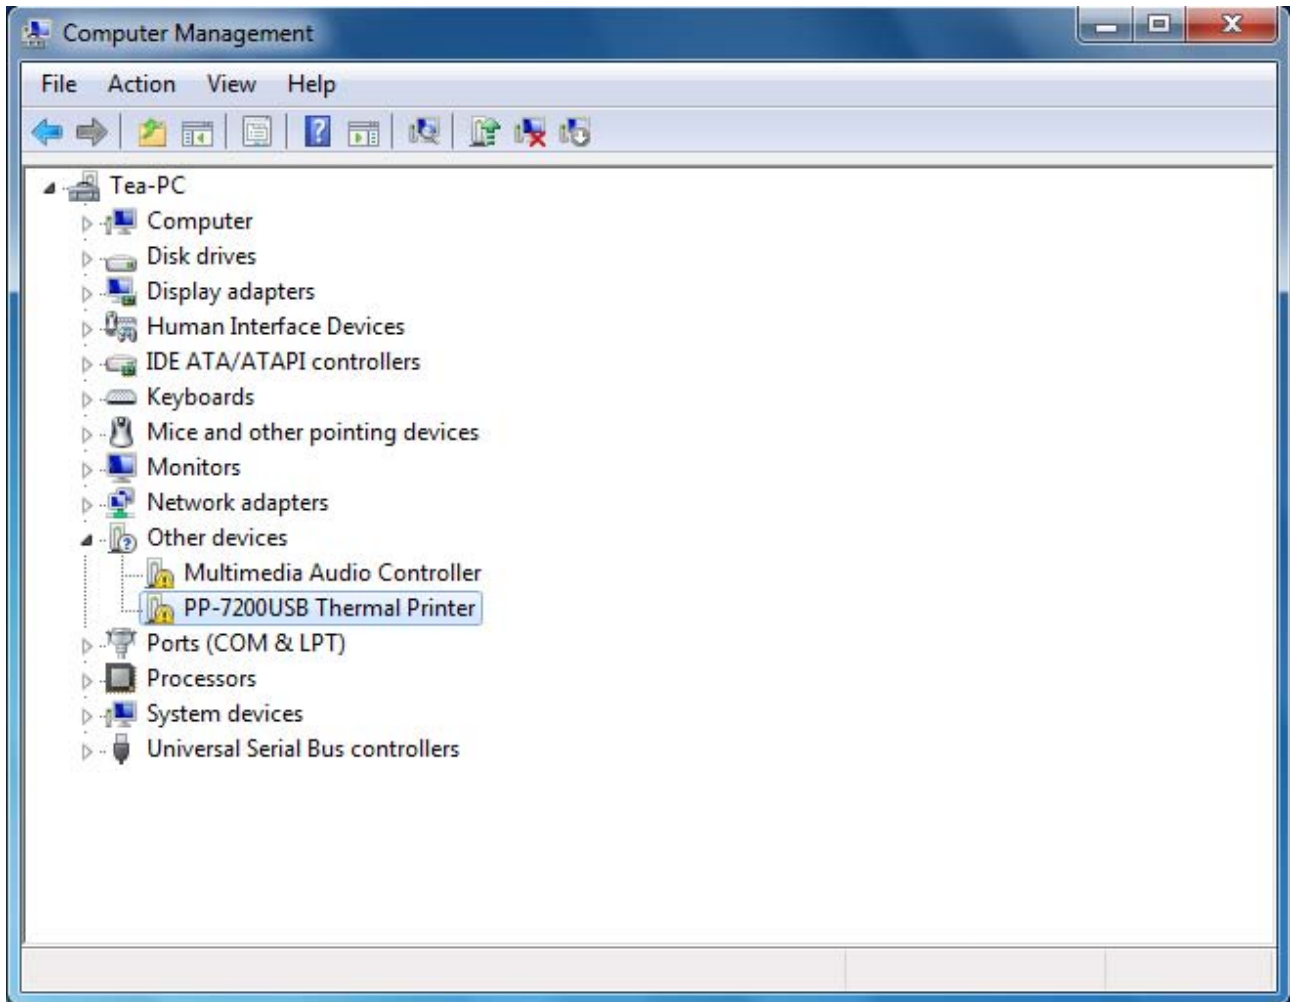 Computer Management
File Action View Help
Tea-PC
Computer
Disk drives
Display adapters
Human Interface Devices
IDE ATA/ATAPI controllers
Keyboards
Mice and other pointing devices
Monitors
Network adapters
Other devices
Multimedia Audio Controller
PP-7200USB Thermal Printer
Ports (COM & LPT)
Processors
System devices
Universal Serial Bus controllers